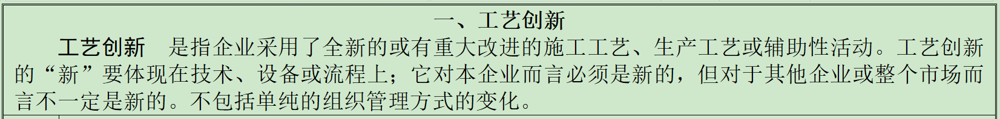 一、工艺创新
工艺创新　是指企业采用了全新的或有重大改进的施工工艺、生产工艺或辅助性活动。工艺创新
的“新”要体现在技术、设备或流程上；它对本企业而言必须是新的，但对于其他企业或整个市场而
言不一定是新的。不包括单纯的组织管理方式的变化。